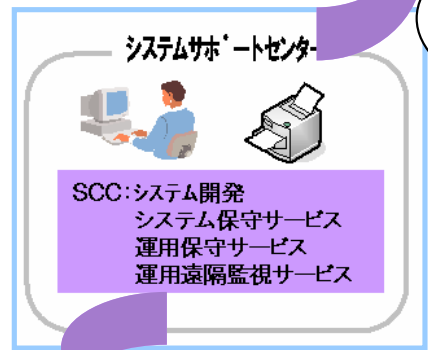 システムサポートセンター
SCC:システム開発
システム保守サービス
運用保守サービス
運用遠隔監視サービス